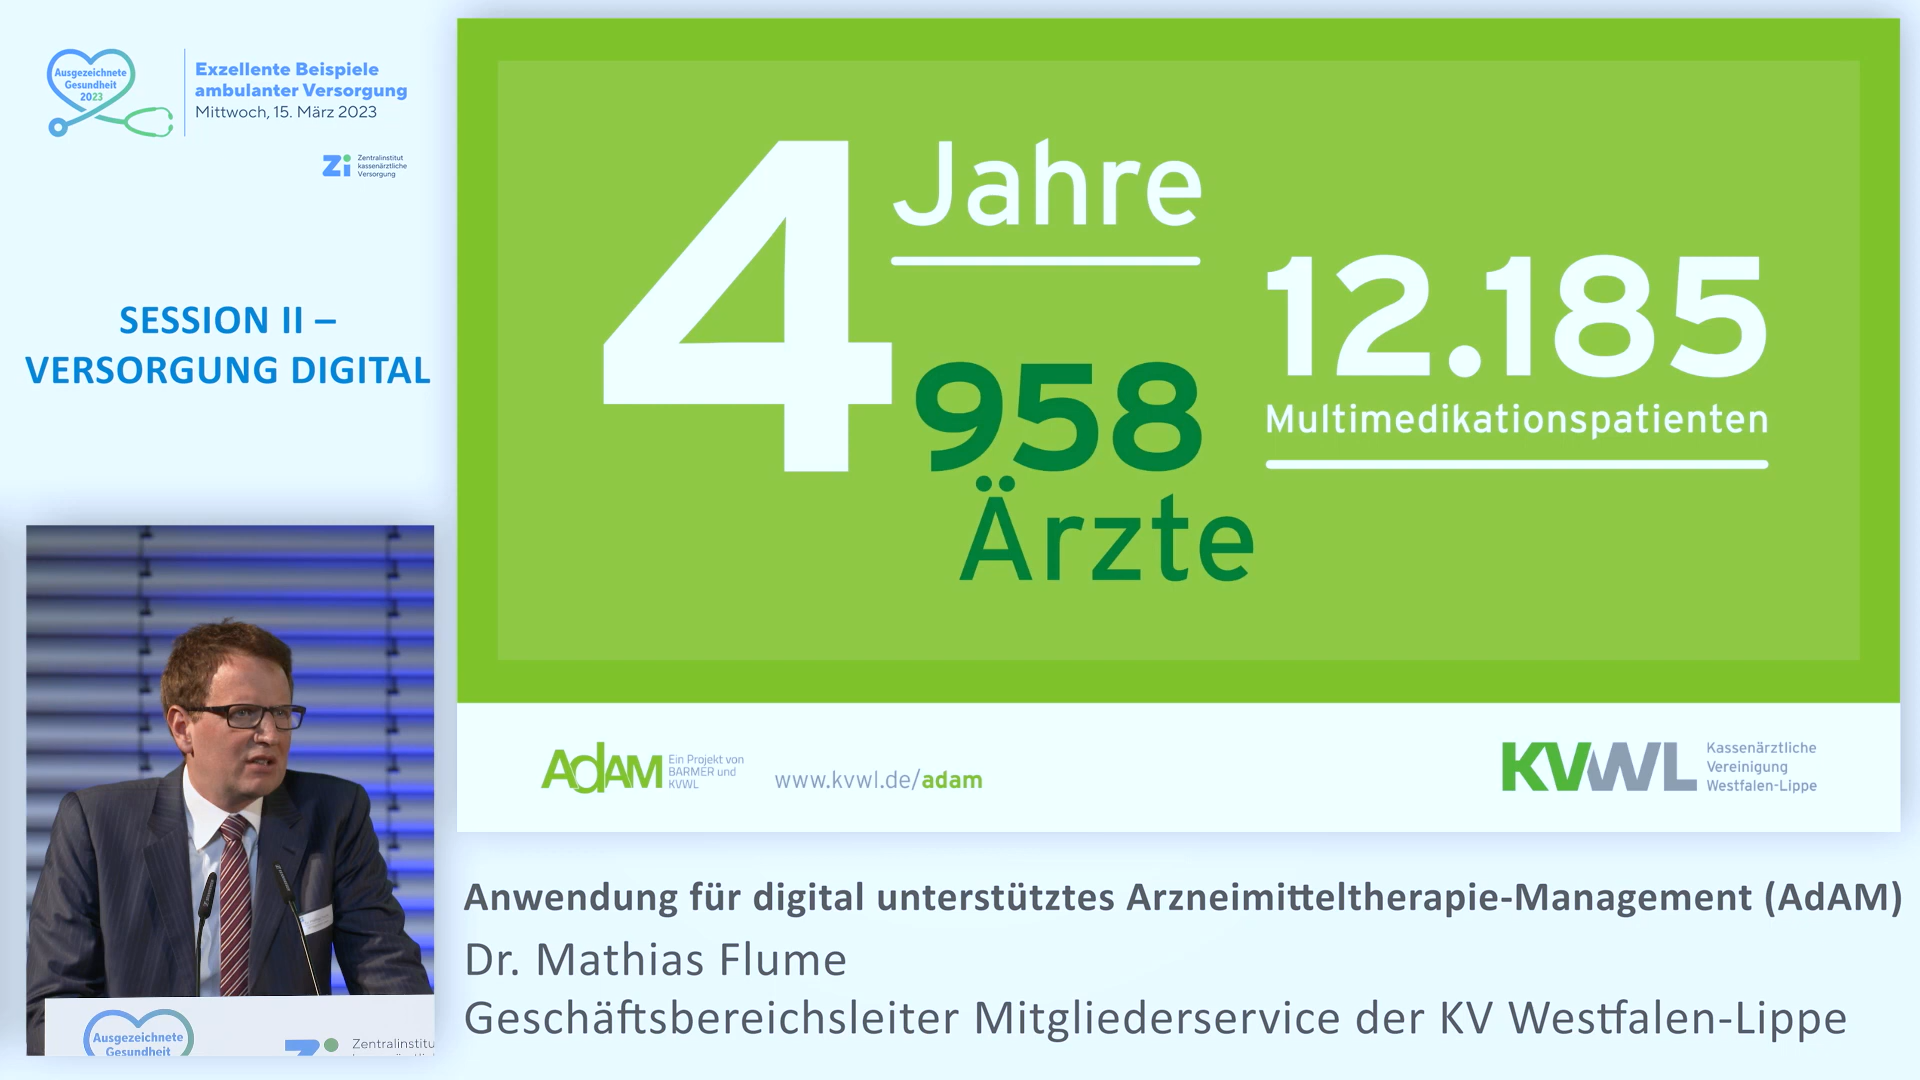 Ausgezeichnete
Gesundheit
2023
Exzellente Beispiele
ambulanter Versorgung
Mittwoch, 15. März 2023
Zi
Zentralinstitut
kassenärztliche
Versorgung
SESSION II –
VERSORGUNG DIGITAL
4 Jahre
958
Ärzte
12.185
Multimedikationspatienten
AdAM
Ein Projekt von
BARMER und
KVWL
www.kvwl.de/adam
KVWL
Kassenärztliche
Vereinigung
Westfalen-Lippe
Ausgezeichnete
Gesundheit
Zi
Zentralinstitu
Anwendung für digital unterstütztes Arzneimitteltherapie-Management (AdAM)
Dr. Mathias Flume
Geschäftsbereichsleiter Mitgliederservice der KV Westfalen-Lippe